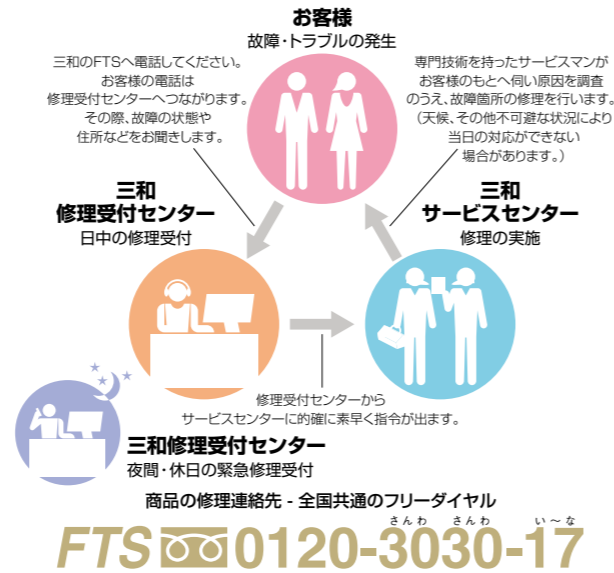 お客様
故障・トラブルの発生
三和のFTSへ電話してください。
お客様の電話は
修理受付センターへつながります。
その際、故障の状態や
住所などをお聞きします。
専門技術を持ったサービスマンが
お客様のもとへ伺い原因を調査
のうえ、故障箇所の修理を行います。
(天候、その他不可避な状況により
当日の対応ができない
場合があります。)
三和
修理受付センター
日中の修理受付
三和
サービスセンター
修理の実施
修理受付センターから
サービスセンターに的確に素早く指令が出ます。
三和修理受付センター
夜間・休日の緊急修理受付
商品の修理連絡先 - 全国共通のフリーダイヤル
さんわ さんわ い~な
FTS 0120-3030-17